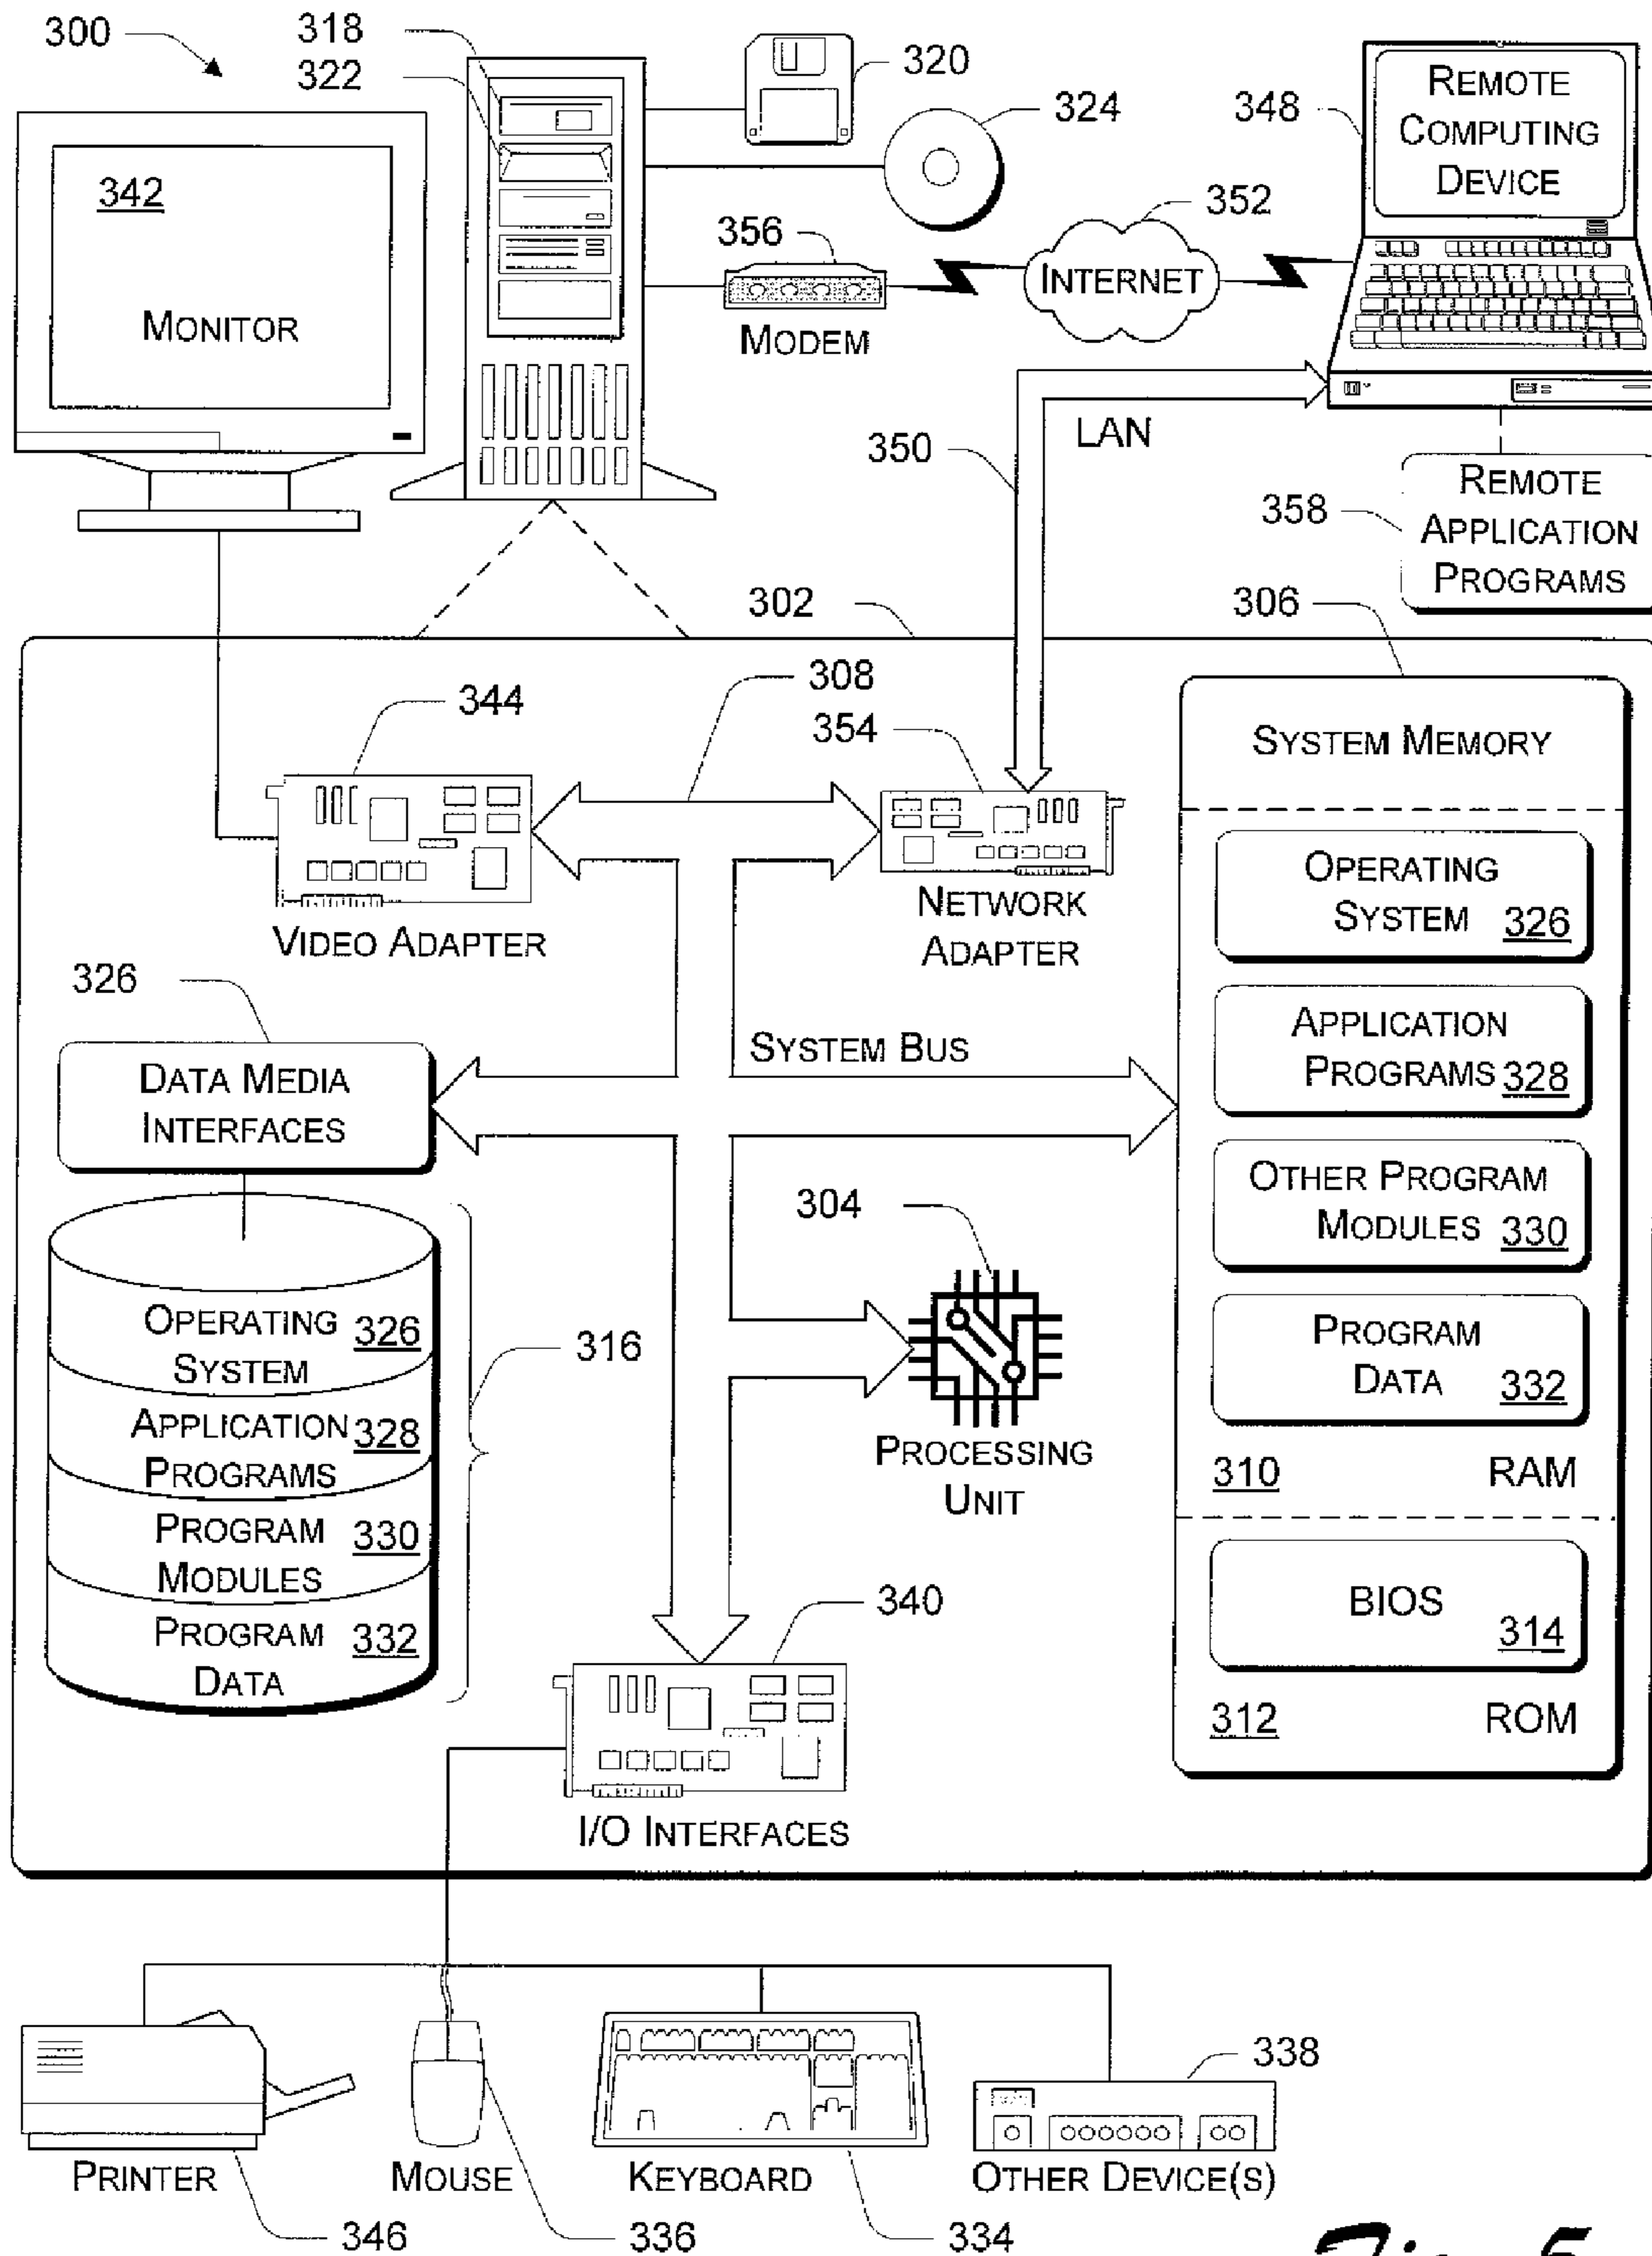 300
318
322
320
324
348
REMOTE
COMPUTING
DEVICE
342
MONITOR
356
MODEM
352
INTERNET
350
LAN
358
REMOTE
APPLICATION
PROGRAMS
302
306
308
344
354
VIDEO ADAPTER
NETWORK
ADAPTER
SYSTEM MEMORY
OPERATING
SYSTEM 326
326
DATA MEDIA
INTERFACES
SYSTEM BUS
APPLICATION
PROGRAMS 328
OTHER PROGRAM
MODULES 330
304
PROCESSING
UNIT
PROGRAM
DATA 332
310 RAM
OPERATING 326
SYSTEM
APPLICATION 328
PROGRAMS
PROGRAM 330
MODULES
PROGRAM 332
DATA
316
BIOS
314
312 ROM
340
I/O INTERFACES
PRINTER
346
MOUSE
336
KEYBOARD
334
338
OTHER DEVICE(S)
Fig. 5